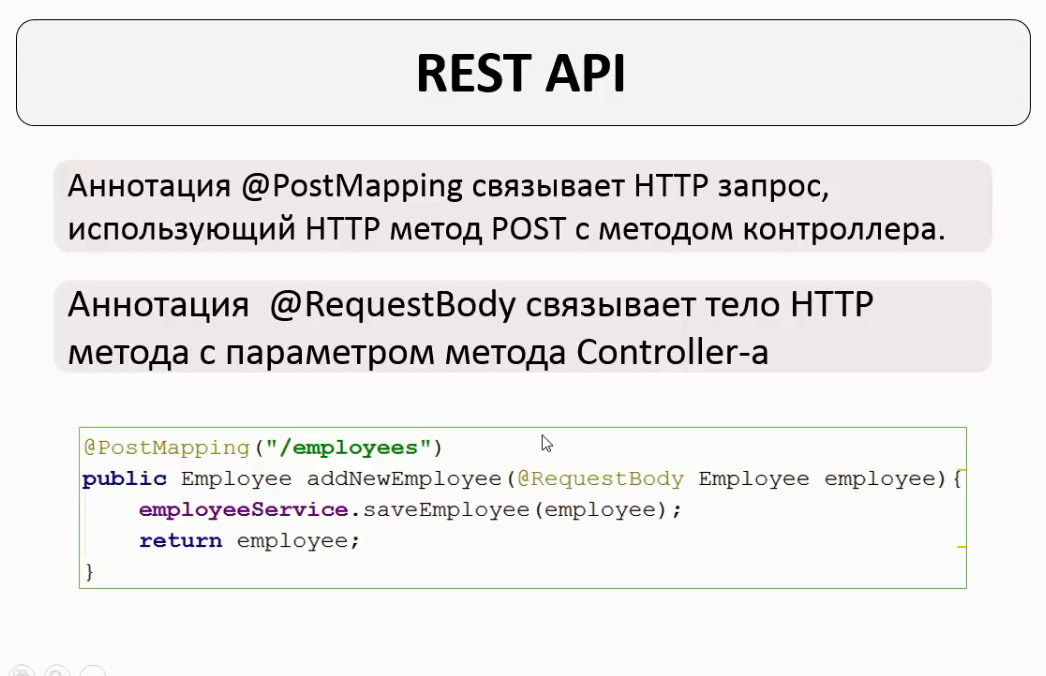 REST API
Аннотация @PostMapping связывает HTTP запрос,
использующий HTTP метод POST с методом контроллера.
Аннотация  @RequestBody связывает тело HTTP
метода с параметром метода Controller-а
@PostMapping("/employees")
public Employee addNewEmployee(@RequestBody Employee employee){
    employeeService.saveEmployee(employee);
    return employee;
}